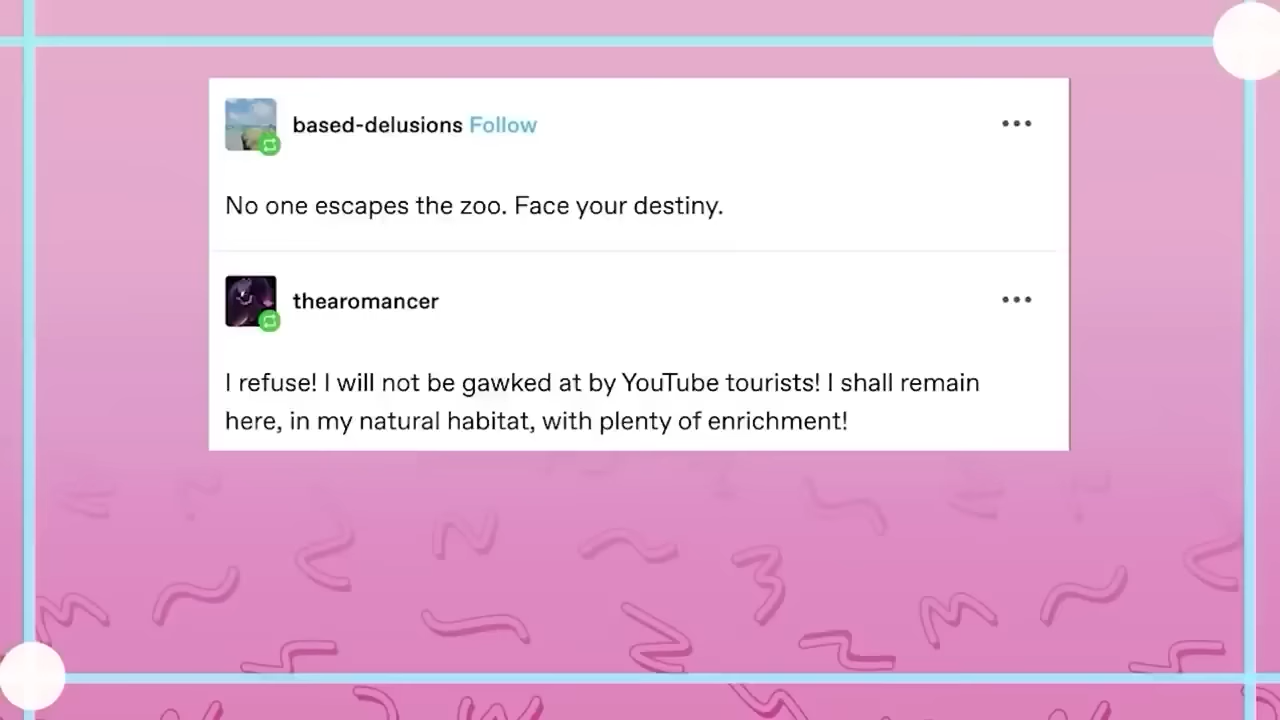 based-delusions Follow
No one escapes the zoo. Face your destiny.
thearomancer
I refuse! I will not be gawked at by YouTube tourists! I shall remain
here, in my natural habitat, with plenty of enrichment!